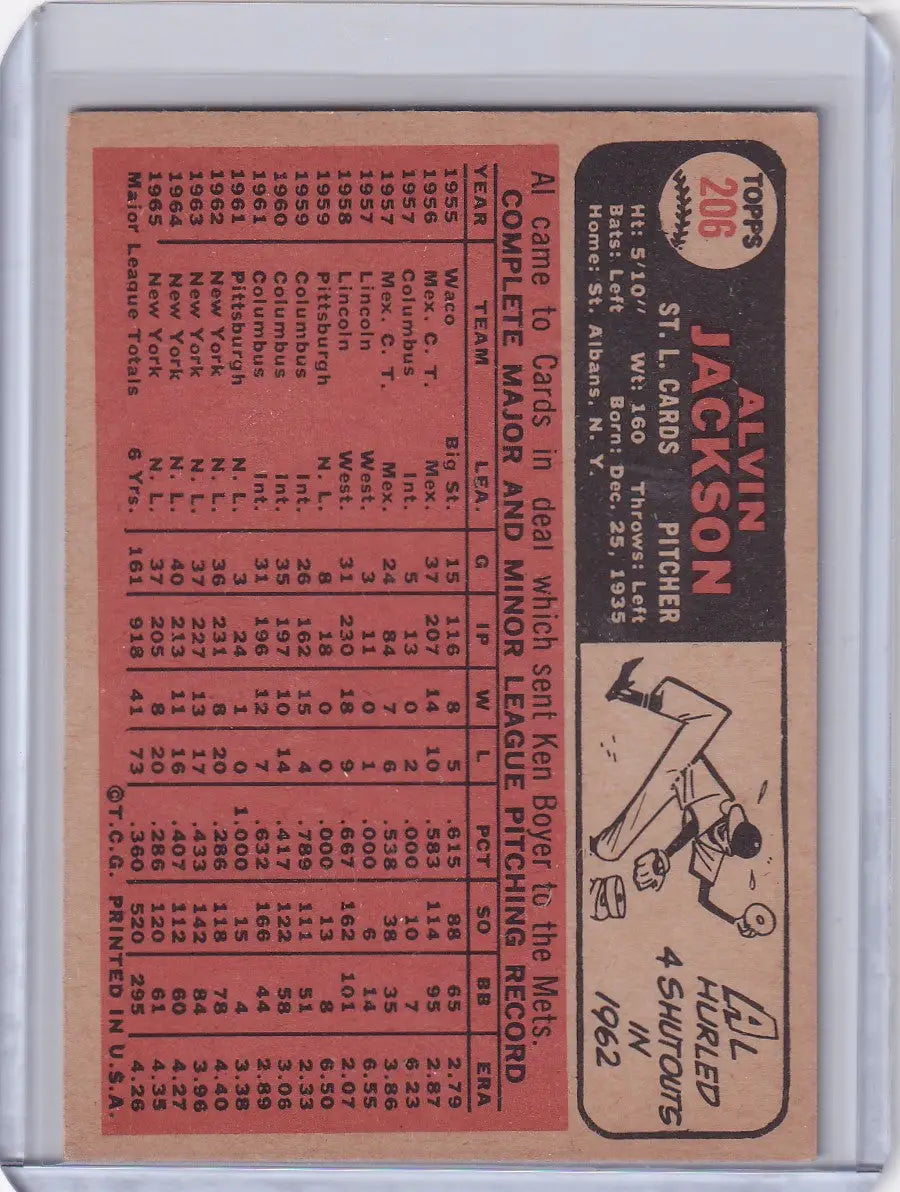 TOPPS
206
ALVIN
JACKSON
ST. L. CARDS PITCHER
Ht: 5'10" Wt: 160 Throws: Left
Bats: Left Born: Dec. 25, 1935
Home: St. Albans, N. Y.
AL
HURLED
4 SHUTOUTS
IN
1962
Al came to Cards in deal which sent Ken Boyer to the Mets.
COMPLETE MAJOR AND MINOR LEAGUE PITCHING RECORD
YEAR TEAM LEA. G IP W L PCT SO BB ERA
1955 Waco Big St. 15 116 8 5 .615 88 65 2.79
1956 Mex. C. T. Mex. 37 207 14 10 .583 114 95 2.87
1957 Columbus Int. 5 13 0 2 .000 10 7 6.23
1957 Mex. C. T. Mex. 24 84 7 6 .538 38 35 3.86
1957 Lincoln West. 3 11 0 1 .000 6 14 6.55
1958 Lincoln West. 31 230 18 9 .667 162 101 2.07
1959 Pittsburgh N. L. 8 18 0 0 .000 13 8 6.50
1959 Columbus Int. 26 162 15 4 .789 111 51 2.33
1960 Columbus Int. 35 197 10 14 .417 122 58 3.06
1961 Columbus Int. 31 196 12 7 .632 166 44 2.89
1961 Pittsburgh N. L. 3 24 1 0 1.000 15 4 3.38
1962 New York N. L. 36 231 8 20 .286 118 78 4.40
1963 New York N. L. 37 227 13 17 .433 142 84 3.96
1964 New York N. L. 40 213 11 16 .407 112 60 4.27
1965 New York N. L. 37 205 8 20 .286 120 61 4.35
Major League Totals 6 Yrs. 161 918 41 73 .360 520 295 4.26
©T.C.G. PRINTED IN U.S.A.